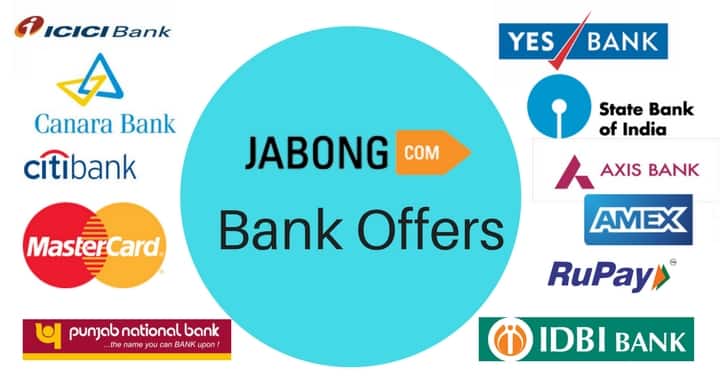 ICICI Bank
Canara Bank
citibank
MasterCard
punjab national bank
...the name you can BANK upon !
JABONG COM
Bank Offers
YES BANK
State Bank
of India
AXIS BANK
AMEX
RuPay
TM
IDBI BANK